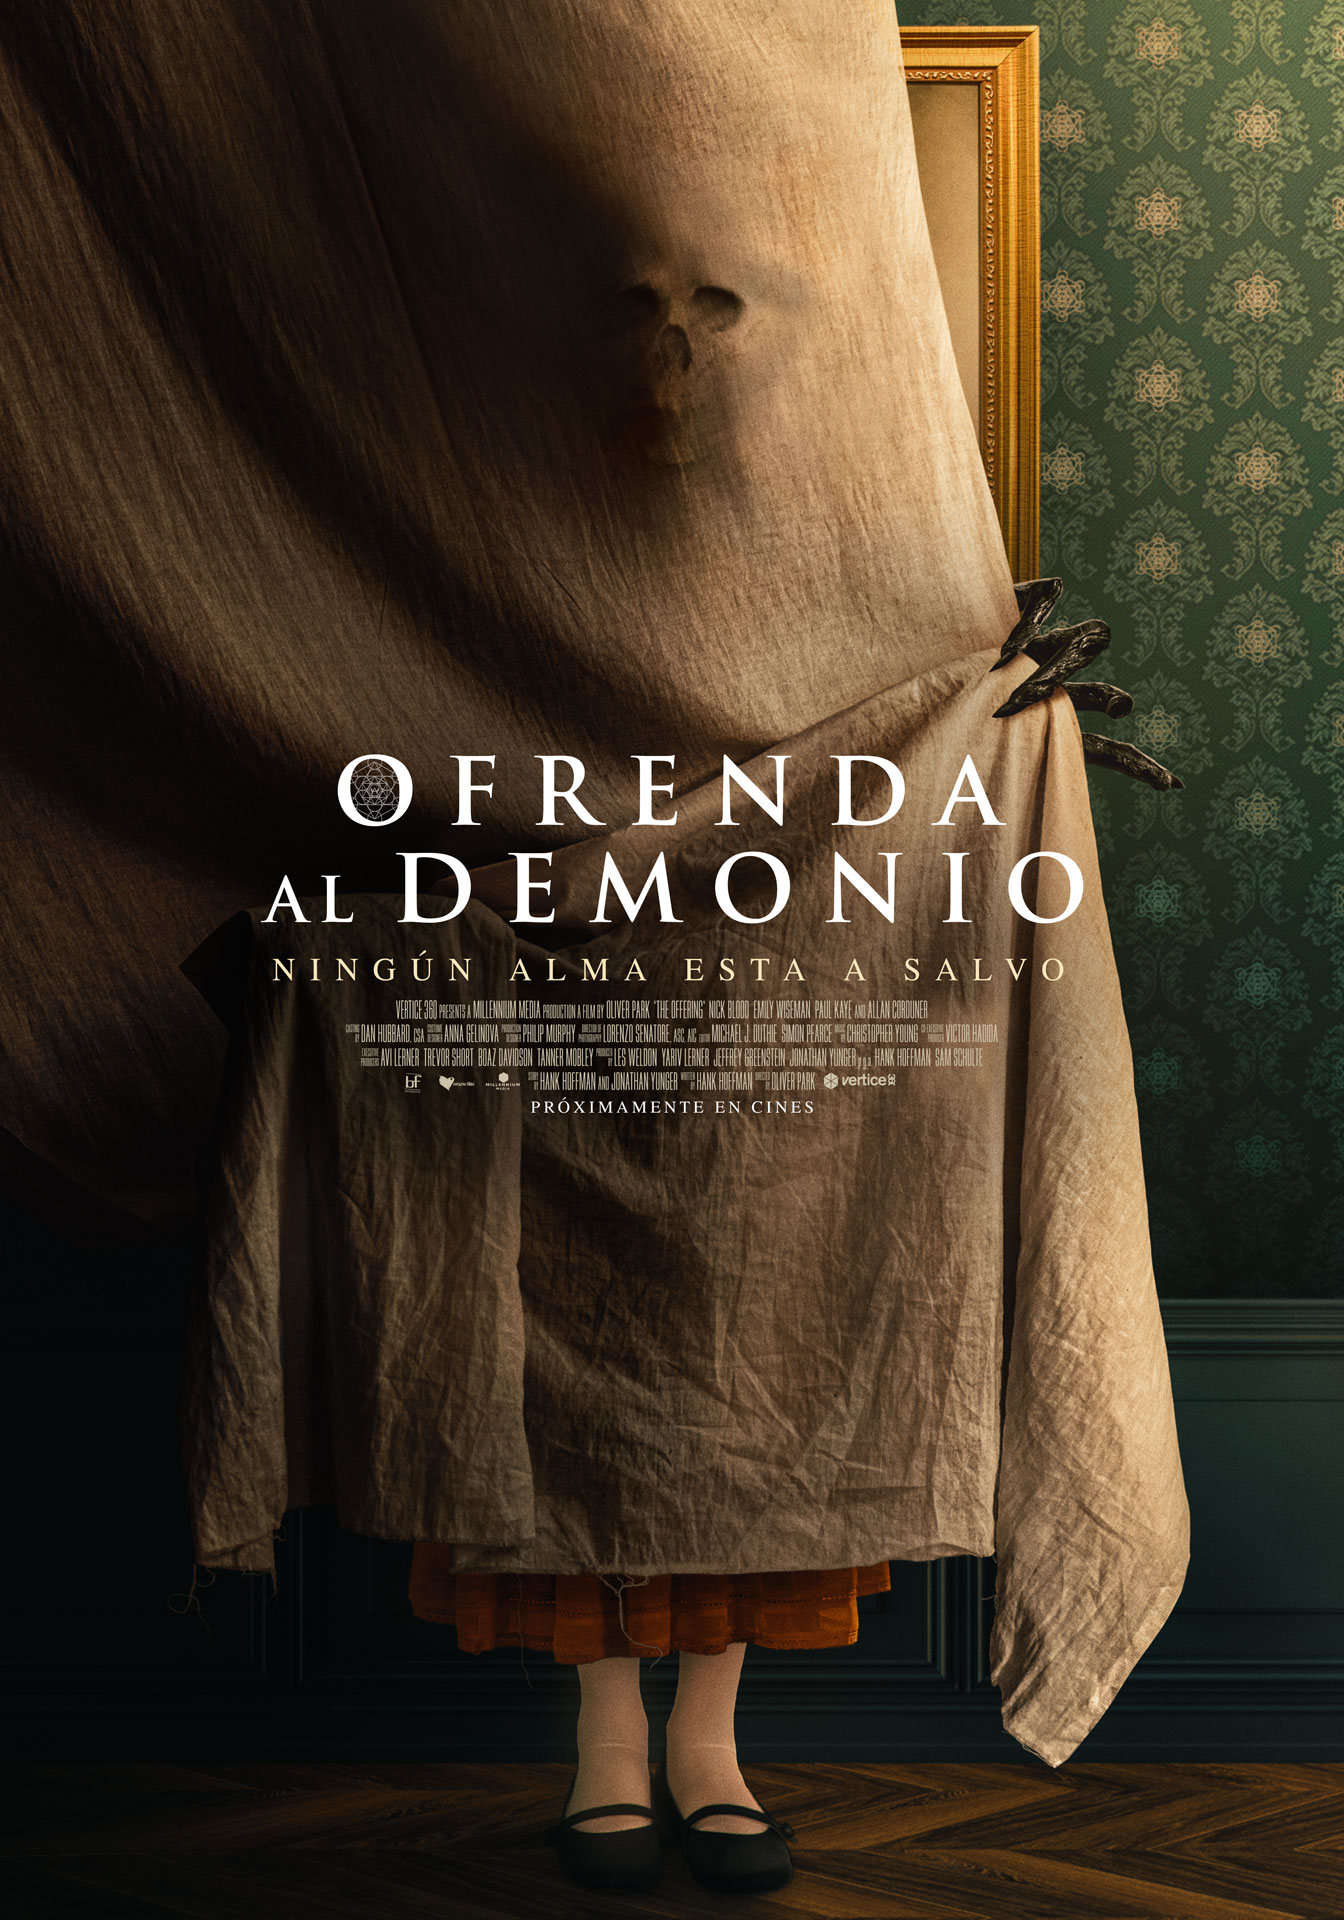 OFRENDA
AL DEMONIO
NINGÚN ALMA ESTA A SALVO
VERTICE 360 PRESENTS A MILLENNIUM MEDIA PRODUCTION A FILM BY OLIVER PARK "THE OFFERING" NICK BLOOD EMILY WISEMAN PAUL KAYE AND ALLAN CORDUNER
CASTING BY DAN HUBBARD, CSA COSTUME DESIGNER ANNA GELINOVA PRODUCTION DESIGNER PHILIP MURPHY DIRECTOR OF PHOTOGRAPHY LORENZO SENATORE, ASC, AIC EDITOR MICHAEL J. DUTHIE SIMON PEARCE MUSIC BY CHRISTOPHER YOUNG CO-EXECUTIVE PRODUCER VICTOR HADIDA
EXECUTIVE PRODUCERS AVI LERNER TREVOR SHORT BOAZ DAVIDSON TANNER MOBLEY PRODUCED BY LES WELDON YARIV LERNER JEFFREY GREENSTEIN JONATHAN YUNGER p.g.a. HANK HOFFMAN SAM SCHULTE
bf MILLENNIUM MEDIA STORY BY HANK HOFFMAN AND JONATHAN YUNGER WRITTEN BY HANK HOFFMAN DIRECTED BY OLIVER PARK vertice 360
PRÓXIMAMENTE EN CINES